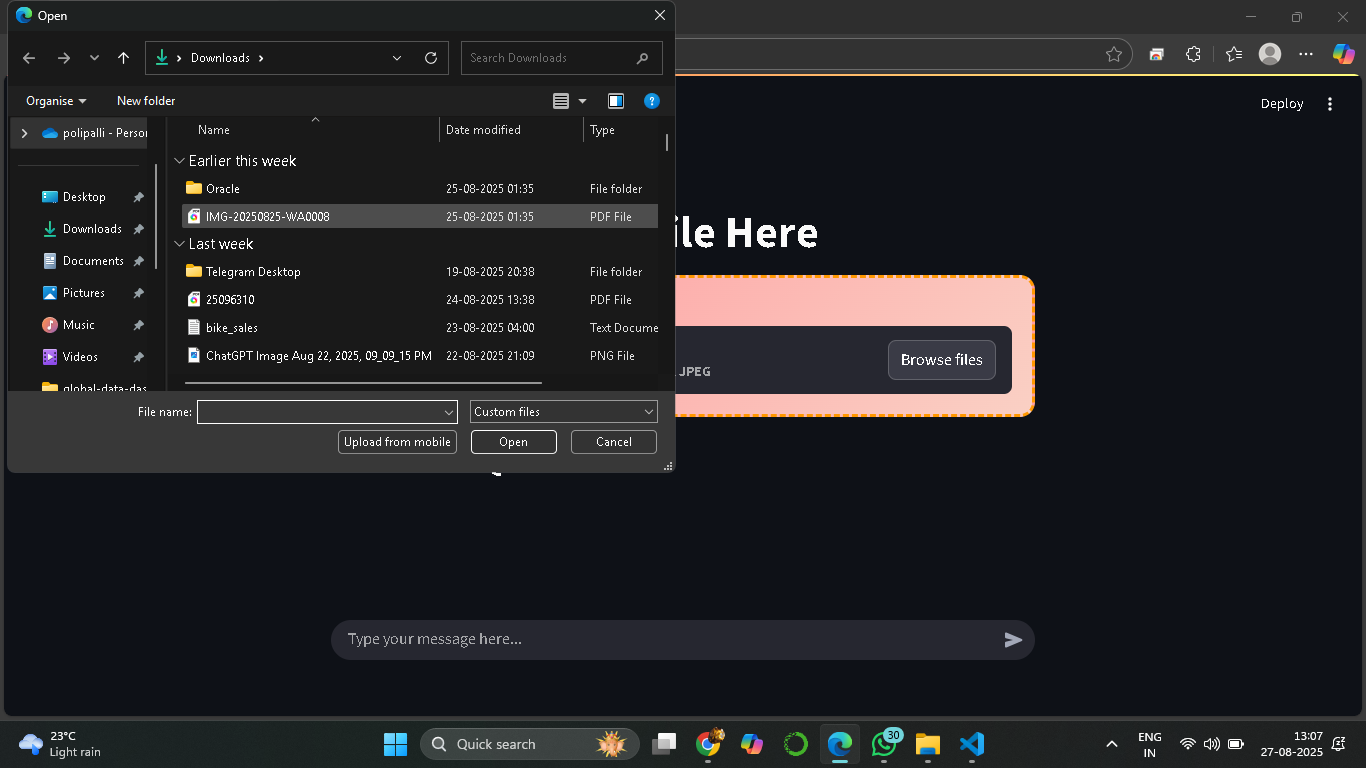 Open
Downloads
Search Downloads
Organise
New folder
Name
Date modified
Type
polipalli - Person
Earlier this week
Oracle 25-08-2025 01:35 File folder
IMG-20250825-WA0008 25-08-2025 01:35 PDF File
Last week
Telegram Desktop 19-08-2025 20:38 File folder
25096310 24-08-2025 13:38 PDF File
bike_sales 23-08-2025 04:00 Text Docume
ChatGPT Image Aug 22, 2025, 09_09_15 PM 22-08-2025 21:09 PNG File
Desktop
Downloads
Documents
Pictures
Music
Videos
global-data-das
File name:
Custom files
Upload from mobile
Open
Cancel
Deploy
ile Here
JPEG
Browse files
Type your message here...
23°C
Light rain
Quick search
30
ENG
IN
13:07
27-08-2025